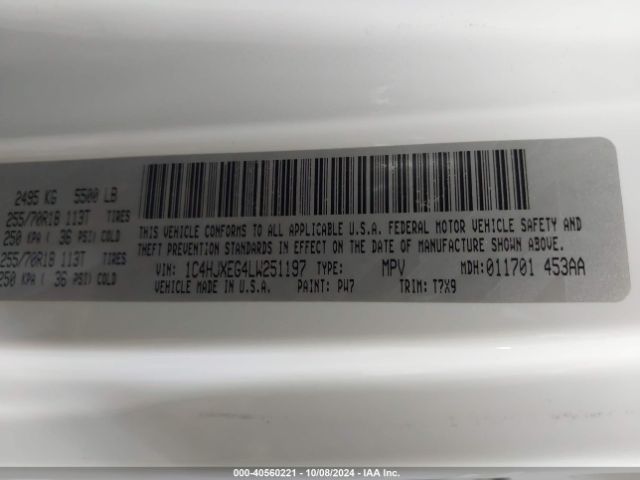 2495 KG 5500 LB
255/70R18 113T TIRES
250 KPA ( 36 PSI) COLD
255/70R18 113T TIRES
250 KPA ( 36 PSI) COLD
THIS VEHICLE CONFORMS TO ALL APPLICABLE U.S.A. FEDERAL MOTOR VEHICLE SAFETY AND
THEFT PREVENTION STANDARDS IN EFFECT ON THE DATE OF MANUFACTURE SHOWN ABOVE.
VIN: 1C4HJXEG4LW251197 TYPE: MPV MDH:011701 453AA
VEHICLE MADE IN U.S.A. PAINT: PW7 TRIM: T7X9
000-40560221 - 10/08/2024 - IAA Inc.